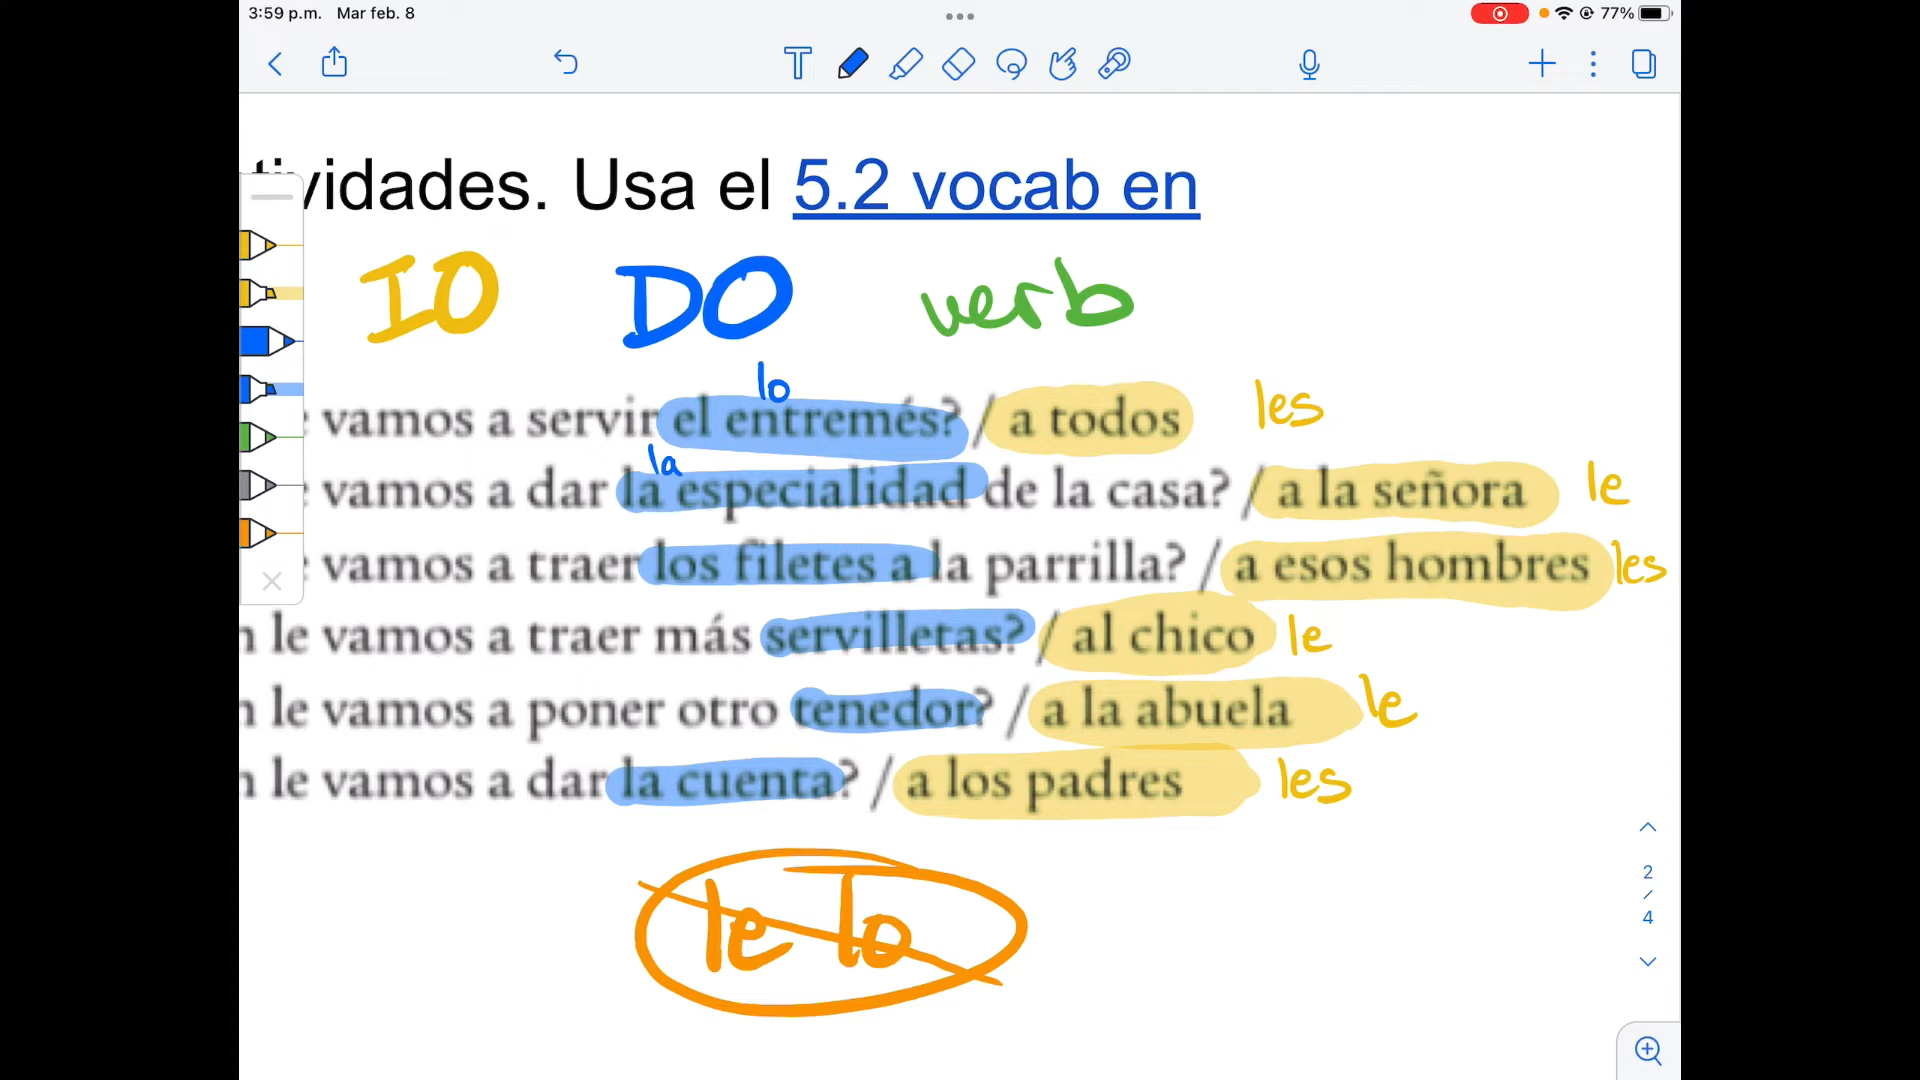 3:59 p.m. Mar feb. 8 77%
tividades. Usa el 5.2 vocab en
IO DO verb
lo
vamos a servir el entremés? / a todos les
la
vamos a dar la especialidad de la casa? / a la señora le
vamos a traer los filetes a la parrilla? / a esos hombres les
le vamos a traer más servilletas? / al chico le
le vamos a poner otro tenedor? / a la abuela le
le vamos a dar la cuenta? / a los padres les
le lo
2
/
4